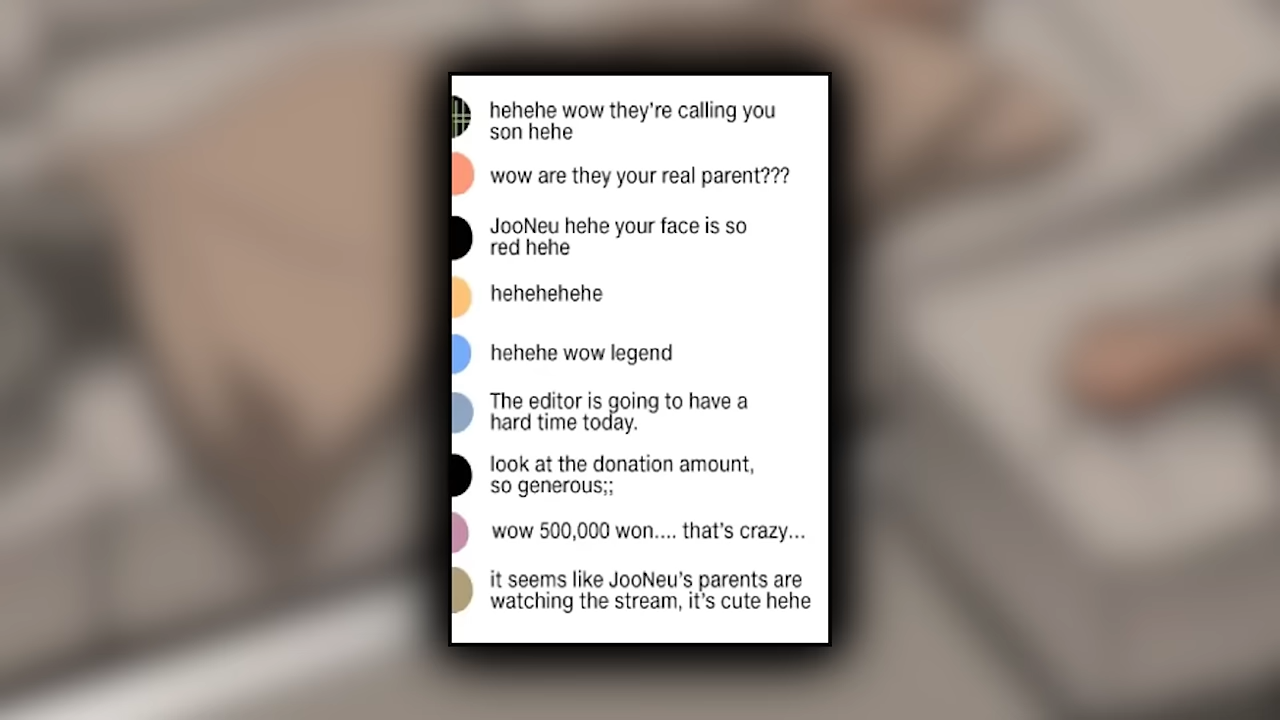 hehehe wow they're calling you
son hehe
wow are they your real parent???
JooNeu hehe your face is so
red hehe
hehehehehe
hehehe wow legend
The editor is going to have a
hard time today.
look at the donation amount,
so generous;;
wow 500,000 won.... that's crazy...
it seems like JooNeu's parents are
watching the stream, it's cute hehe